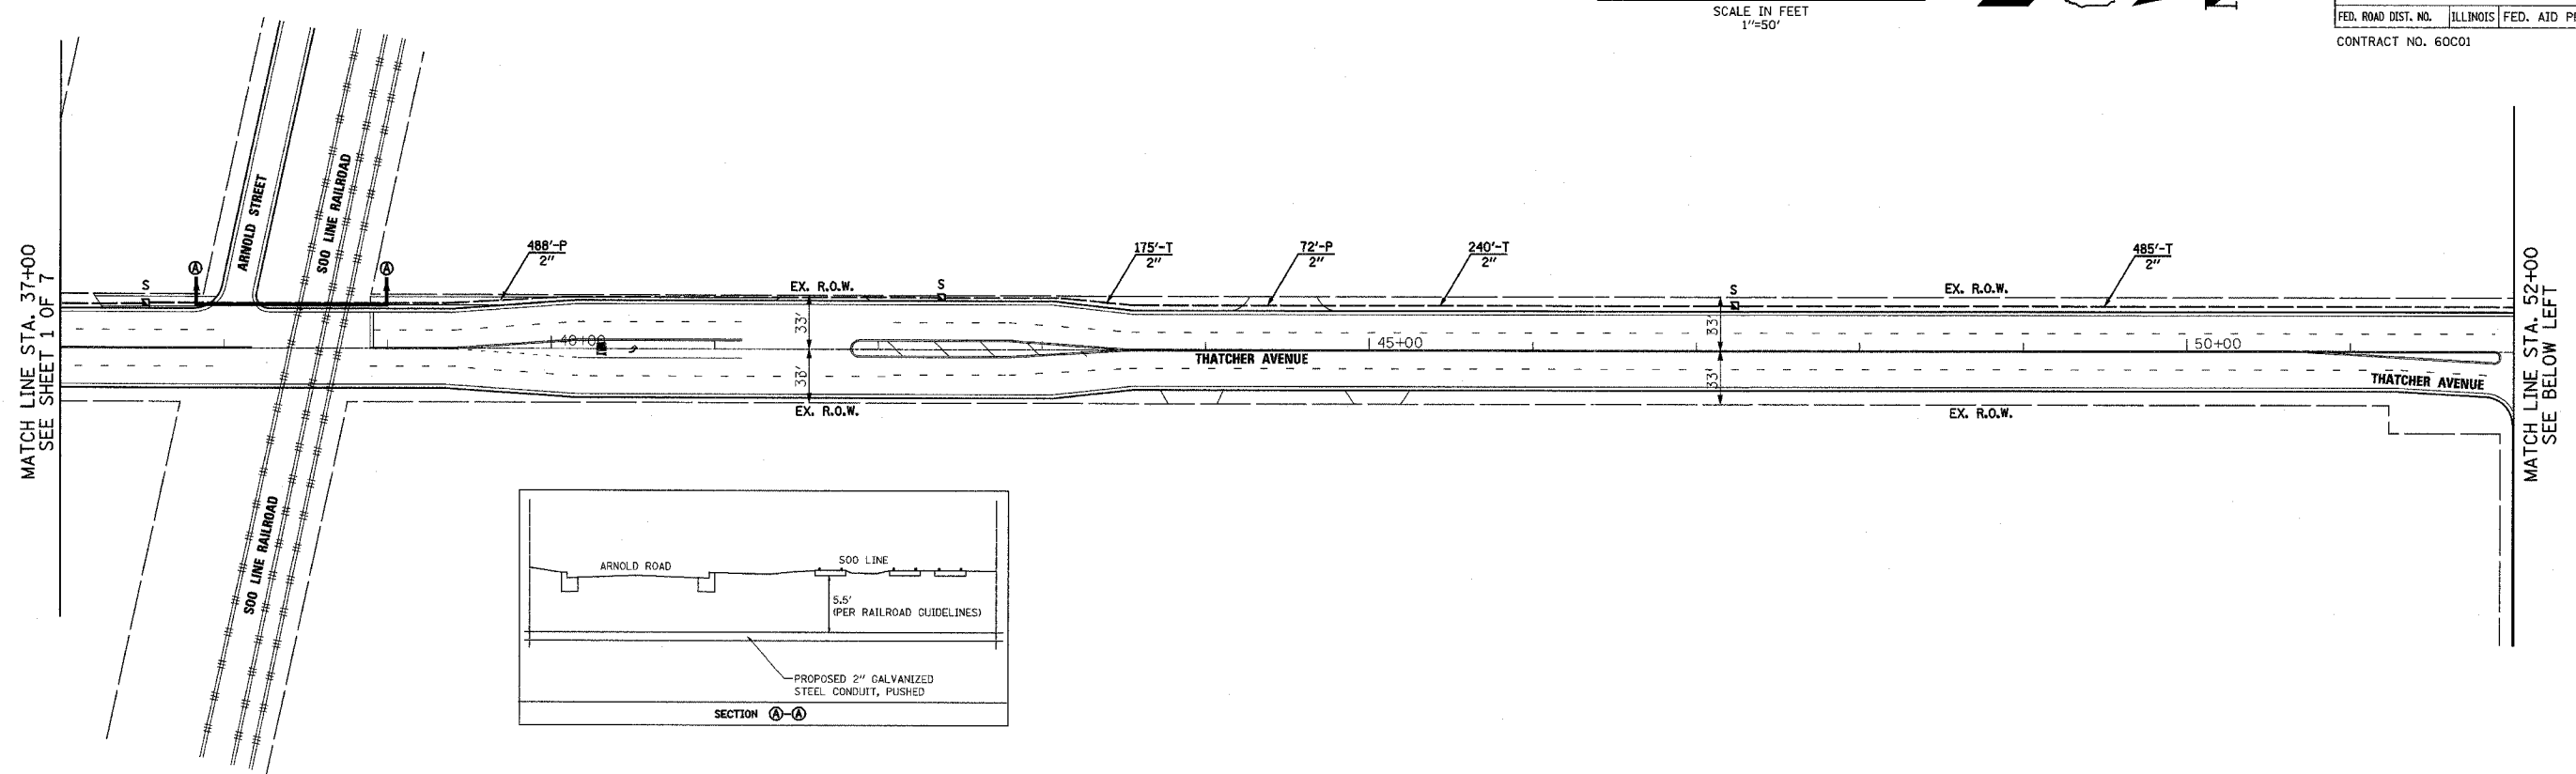 SCALE IN FEET
1"=50'
FED. ROAD DIST. NO. ILLINOIS FED. AID
CONTRACT NO. 60C01
MATCH LINE STA. 37+00
SEE SHEET 1 OF 7
ARNOLD STREET
SOO LINE RAILROAD
SOO LINE RAILROAD
S
A
A
488'-P
2"
EX. R.O.W.
S
175'-T
2"
72'-P
2"
240'-T
2"
S
EX. R.O.W.
485'-T
2"
33'
33'
33'
33'
40+00
45+00
50+00
THATCHER AVENUE
THATCHER AVENUE
EX. R.O.W.
EX. R.O.W.
MATCH LINE STA. 52+00
SEE BELOW LEFT
ARNOLD ROAD
SOO LINE
5.5'
(PER RAILROAD GUIDELINES)
PROPOSED 2" GALVANIZED
STEEL CONDUIT, PUSHED
SECTION A-A